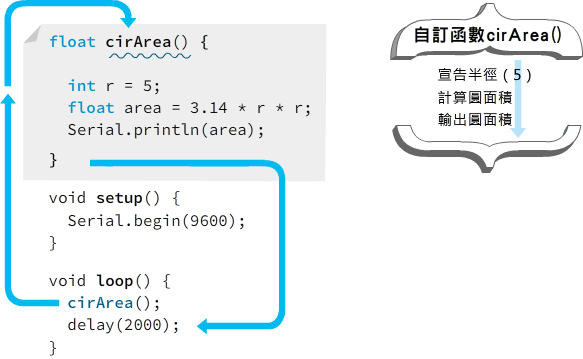 float cirArea() {
int r = 5;
float area = 3.14 * r * r;
Serial.println(area);
}
void setup() {
Serial.begin(9600);
}
void loop() {
cirArea();
delay(2000);
}
自訂函數cirArea()
宣告半徑（5）
計算圓面積
輸出圓面積